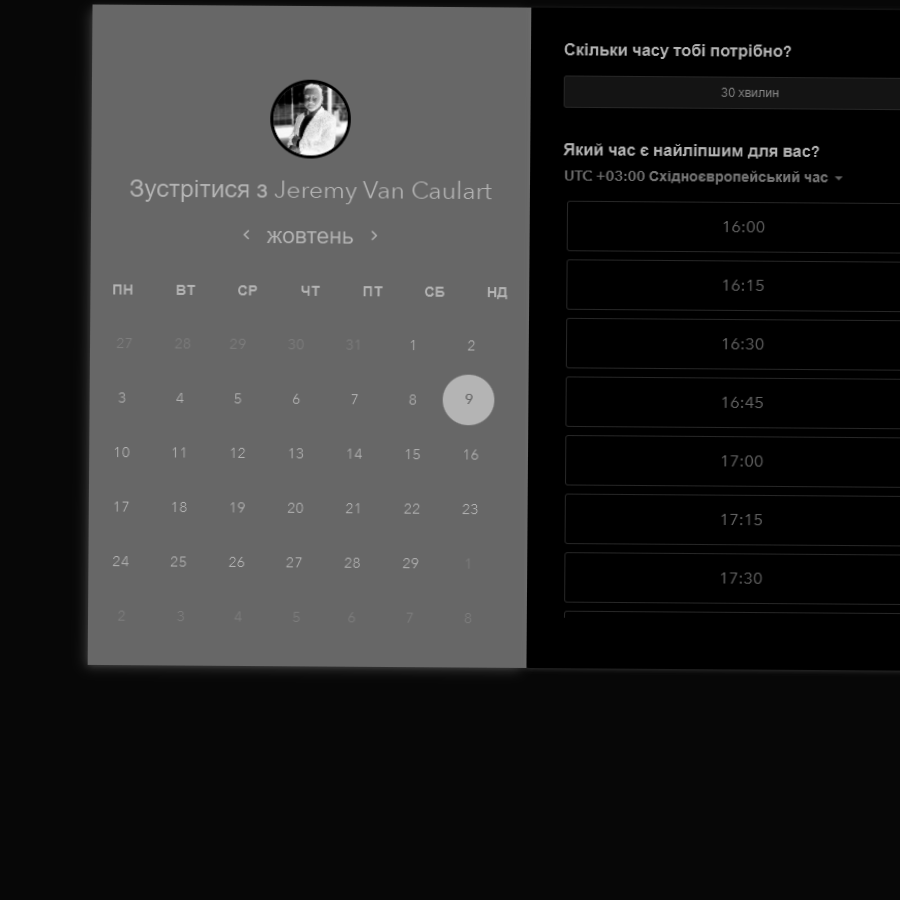 Зустрітися з Jeremy Van Caulart
жовтень
ПН ВТ СР ЧТ ПТ СБ НД
27 28 29 30 31 1 2
3 4 5 6 7 8 9
10 11 12 13 14 15 16
17 18 19 20 21 22 23
24 25 26 27 28 29 1
2 3 4 5 6 7 8
Скільки часу тобі потрібно?
30 хвилин
Який час є найліпшим для вас?
UTC +03:00 Східноєвропейський час
16:00
16:15
16:30
16:45
17:00
17:15
17:30